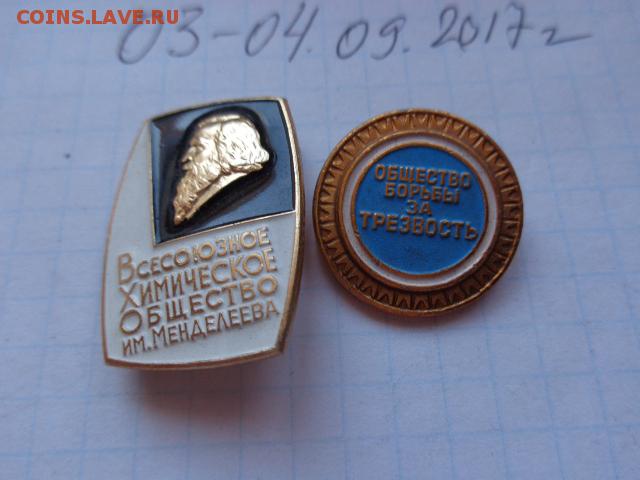 COINS.LAVE.RU
03-04.09.2017г
Всесоюзное
Химическое
Общество
им. Менделеева
ОБЩЕСТВО
БОРЬБЫ
ЗА
ТРЕЗВОСТЬ